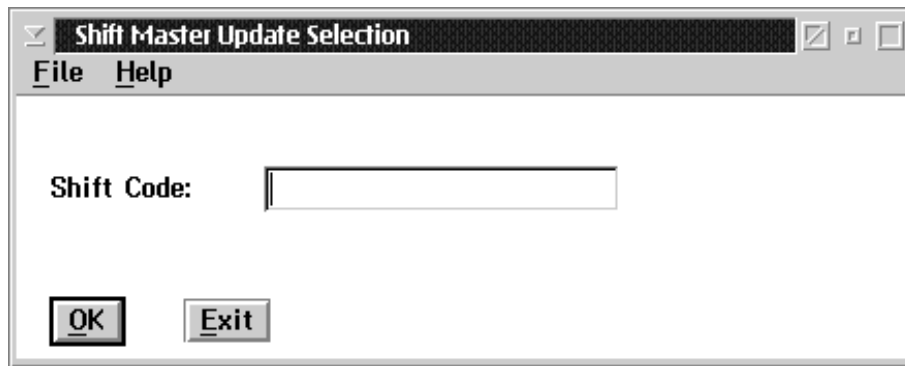 Shift Master Update Selection
File Help
Shift Code:
OK Exit